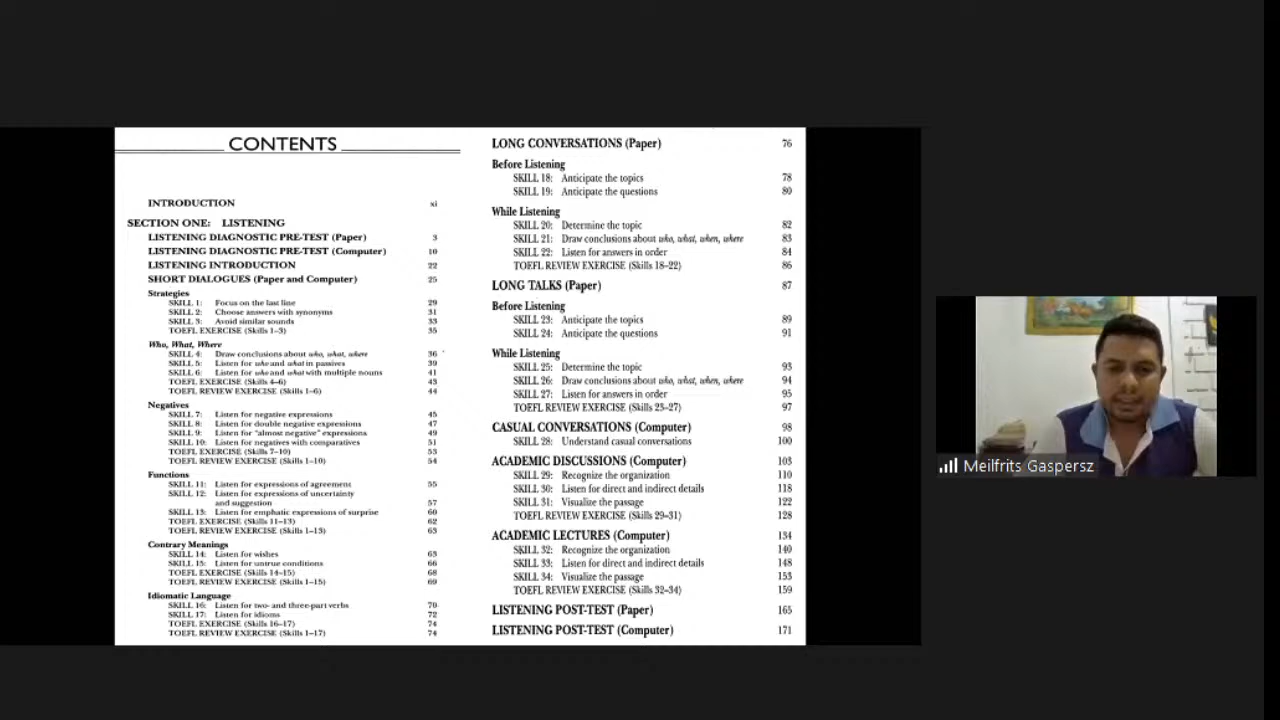 CONTENTS
INTRODUCTION xi
SECTION ONE: LISTENING
LISTENING DIAGNOSTIC PRE-TEST (Paper) 3
LISTENING DIAGNOSTIC PRE-TEST (Computer) 10
LISTENING INTRODUCTION 22
SHORT DIALOGUES (Paper and Computer) 25
Strategies
SKILL 1: Focus on the last line 29
SKILL 2: Choose answers with synonyms 31
SKILL 3: Avoid similar sounds 33
TOEFL EXERCISE (Skills 1–3) 35
Who, What, Where
SKILL 4: Draw conclusions about who, what, where 36
SKILL 5: Listen for who and what in passives 39
SKILL 6: Listen for who and what with multiple nouns 41
TOEFL EXERCISE (Skills 4–6) 43
TOEFL REVIEW EXERCISE (Skills 1–6) 44
Negatives
SKILL 7: Listen for negative expressions 45
SKILL 8: Listen for double negative expressions 47
SKILL 9: Listen for "almost negative" expressions 49
SKILL 10: Listen for negatives with comparatives 51
TOEFL EXERCISE (Skills 7–10) 53
TOEFL REVIEW EXERCISE (Skills 1–10) 54
Functions
SKILL 11: Listen for expressions of agreement 55
SKILL 12: Listen for expressions of uncertainty
and suggestion 57
SKILL 13: Listen for emphatic expressions of surprise 60
TOEFL EXERCISE (Skills 11–13) 62
TOEFL REVIEW EXERCISE (Skills 1–13) 63
Contrary Meanings
SKILL 14: Listen for wishes 65
SKILL 15: Listen for untrue conditions 66
TOEFL EXERCISE (Skills 14–15) 68
TOEFL REVIEW EXERCISE (Skills 1–15) 69
Idiomatic Language
SKILL 16: Listen for two- and three-part verbs 70
SKILL 17: Listen for idioms 72
TOEFL EXERCISE (Skills 16–17) 74
TOEFL REVIEW EXERCISE (Skills 1–17) 74
LONG CONVERSATIONS (Paper) 76
Before Listening
SKILL 18: Anticipate the topics 78
SKILL 19: Anticipate the questions 80
While Listening
SKILL 20: Determine the topic 82
SKILL 21: Draw conclusions about who, what, when, where 83
SKILL 22: Listen for answers in order 84
TOEFL REVIEW EXERCISE (Skills 18–22) 86
LONG TALKS (Paper) 87
Before Listening
SKILL 23: Anticipate the topics 89
SKILL 24: Anticipate the questions 91
While Listening
SKILL 25: Determine the topic 93
SKILL 26: Draw conclusions about who, what, when, where 94
SKILL 27: Listen for answers in order 95
TOEFL REVIEW EXERCISE (Skills 23–27) 97
CASUAL CONVERSATIONS (Computer) 98
SKILL 28: Understand casual conversations 100
ACADEMIC DISCUSSIONS (Computer) 103
SKILL 29: Recognize the organization 110
SKILL 30: Listen for direct and indirect details 118
SKILL 31: Visualize the passage 122
TOEFL REVIEW EXERCISE (Skills 29–31) 128
ACADEMIC LECTURES (Computer) 134
SKILL 32: Recognize the organization 140
SKILL 33: Listen for direct and indirect details 148
SKILL 34: Visualize the passage 153
TOEFL REVIEW EXERCISE (Skills 32–34) 159
LISTENING POST-TEST (Paper) 165
LISTENING POST-TEST (Computer) 171
Meilfrits Gaspersz